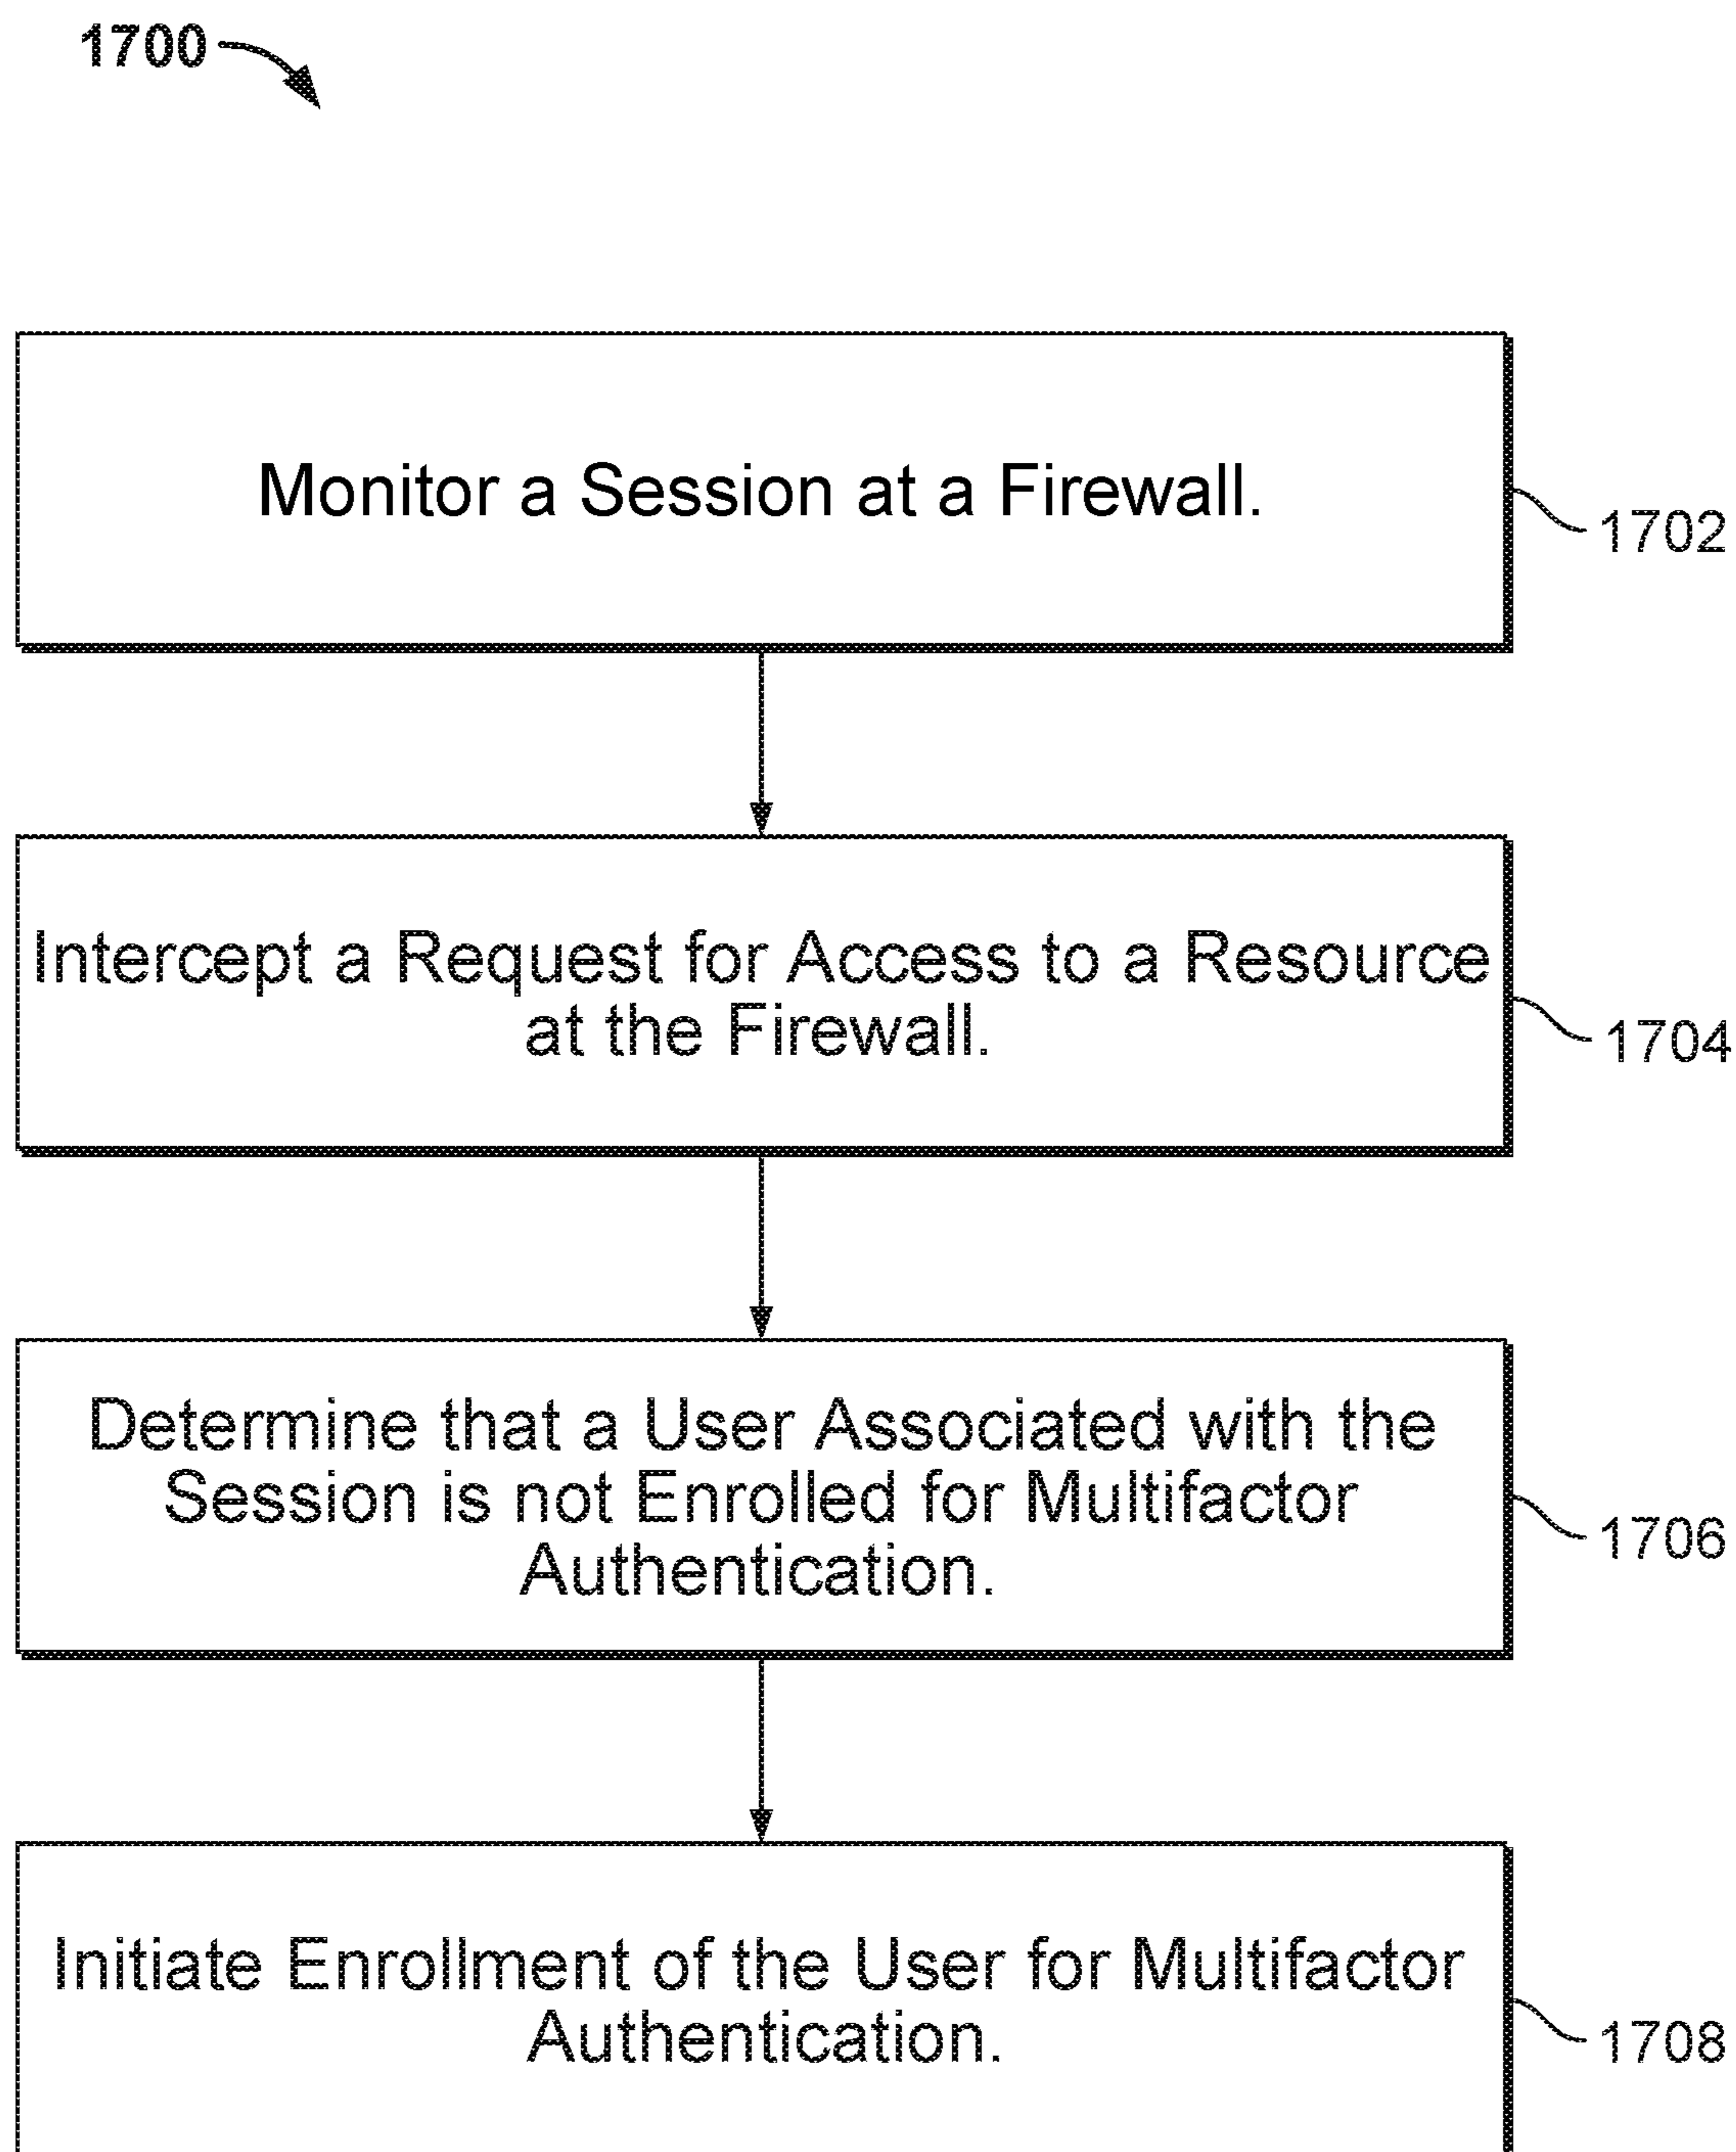 1700
Monitor a Session at a Firewall.
1702
Intercept a Request for Access to a Resource
at the Firewall.
1704
Determine that a User Associated with the
Session is not Enrolled for Multifactor
Authentication.
1706
Initiate Enrollment of the User for Multifactor
Authentication.
1708